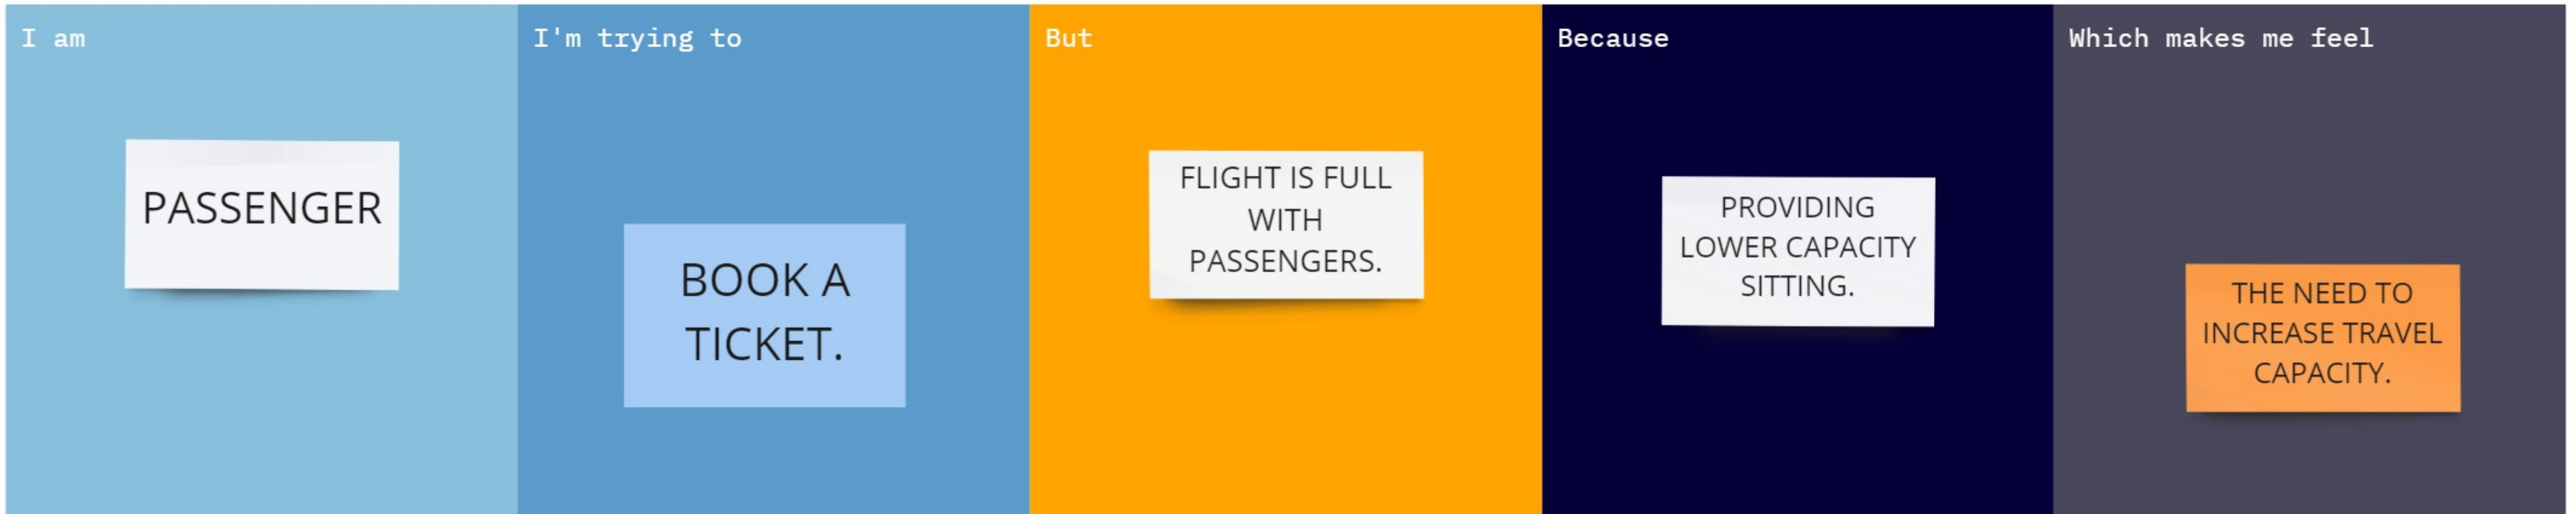 I am
PASSENGER
I'm trying to
BOOK A
TICKET.
But
FLIGHT IS FULL
WITH
PASSENGERS.
Because
PROVIDING
LOWER CAPACITY
SITTING.
Which makes me feel
THE NEED TO
INCREASE TRAVEL
CAPACITY.